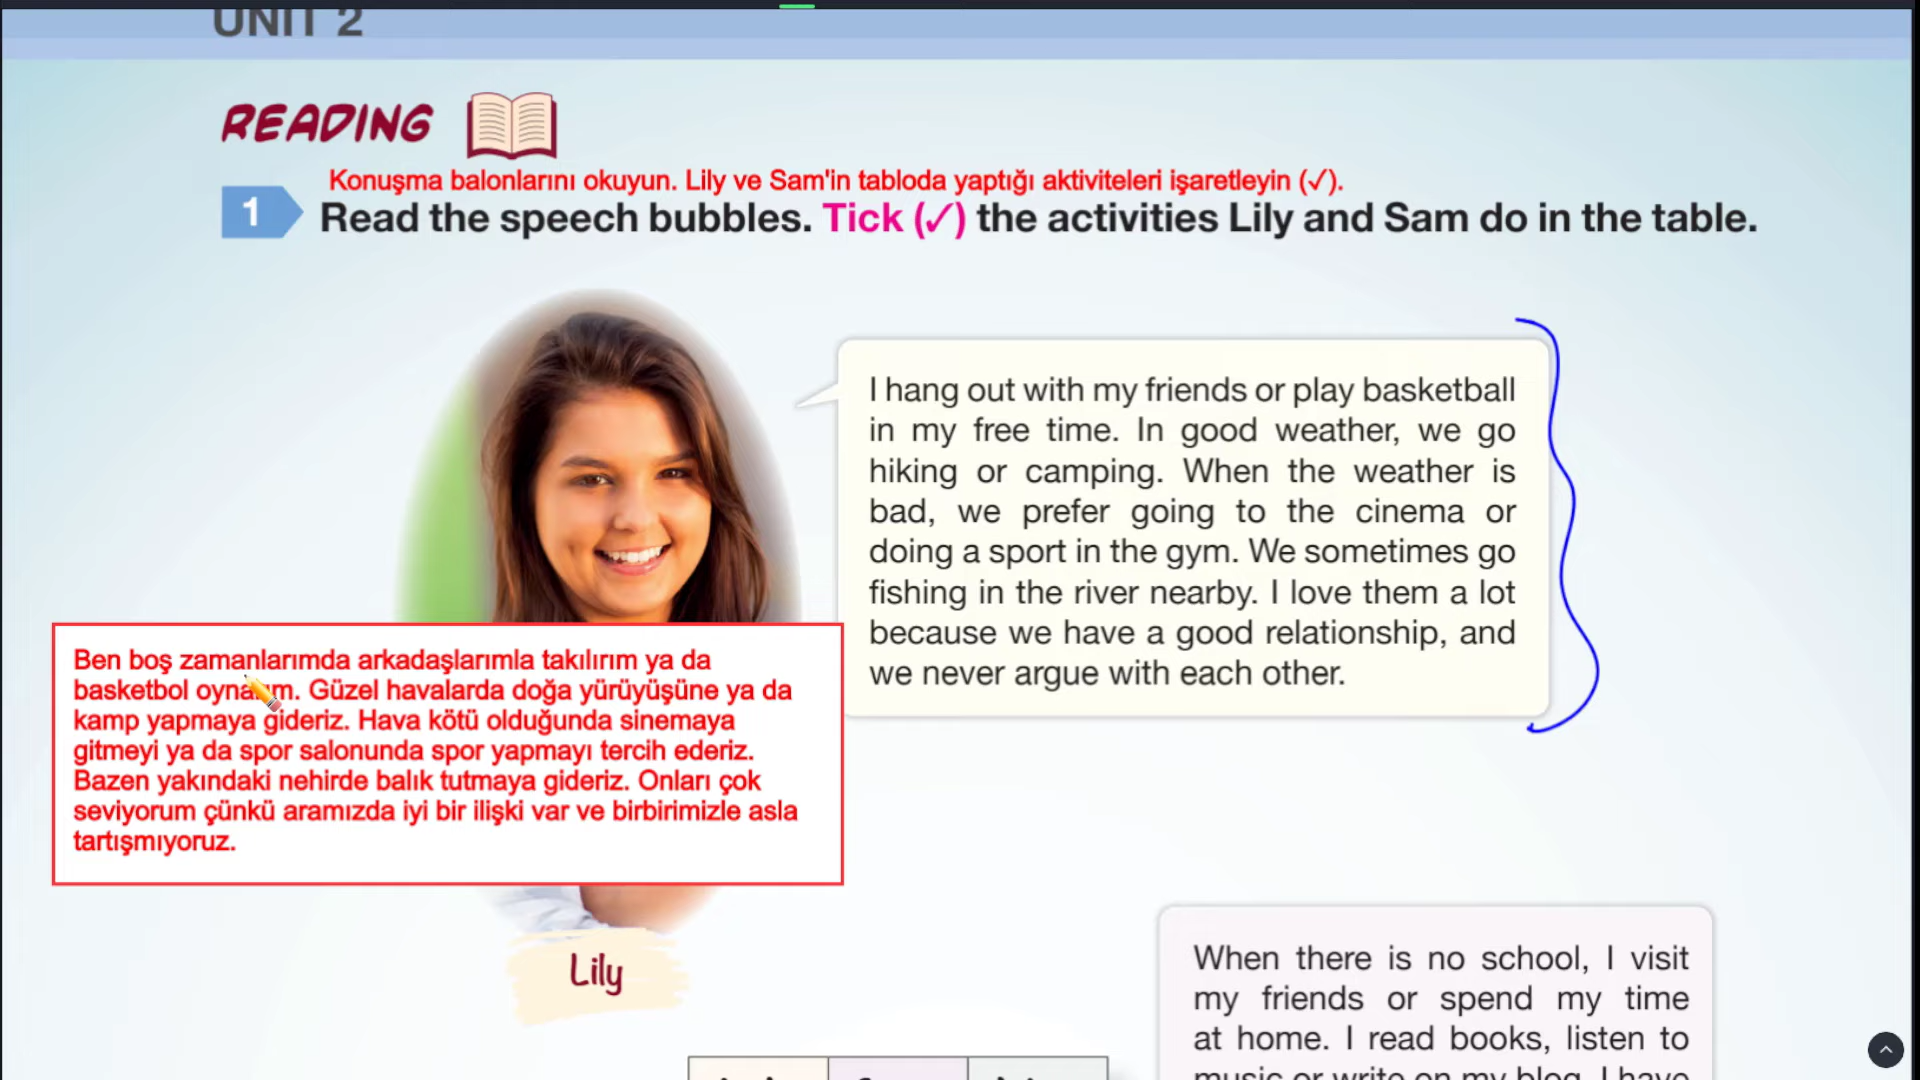 UNIT 2
READING
Konuşma balonlarını okuyun. Lily ve Sam'in tabloda yaptığı aktiviteleri işaretleyin (✓).
1 Read the speech bubbles. Tick (✓) the activities Lily and Sam do in the table.
I hang out with my friends or play basketball
in my free time. In good weather, we go
hiking or camping. When the weather is
bad, we prefer going to the cinema or
doing a sport in the gym. We sometimes go
fishing in the river nearby. I love them a lot
because we have a good relationship, and
we never argue with each other.
Ben boş zamanlarımda arkadaşlarımla takılırım ya da
basketbol oynarım. Güzel havalarda doğa yürüyüşüne ya da
kamp yapmaya gideriz. Hava kötü olduğunda sinemaya
gitmeyi ya da spor salonunda spor yapmayı tercih ederiz.
Bazen yakındaki nehirde balık tutmaya gideriz. Onları çok
seviyorum çünkü aramızda iyi bir ilişki var ve birbirimizle asla
tartışmıyoruz.
Lily
When there is no school, I visit
my friends or spend my time
at home. I read books, listen to
music or write on my blog. I have